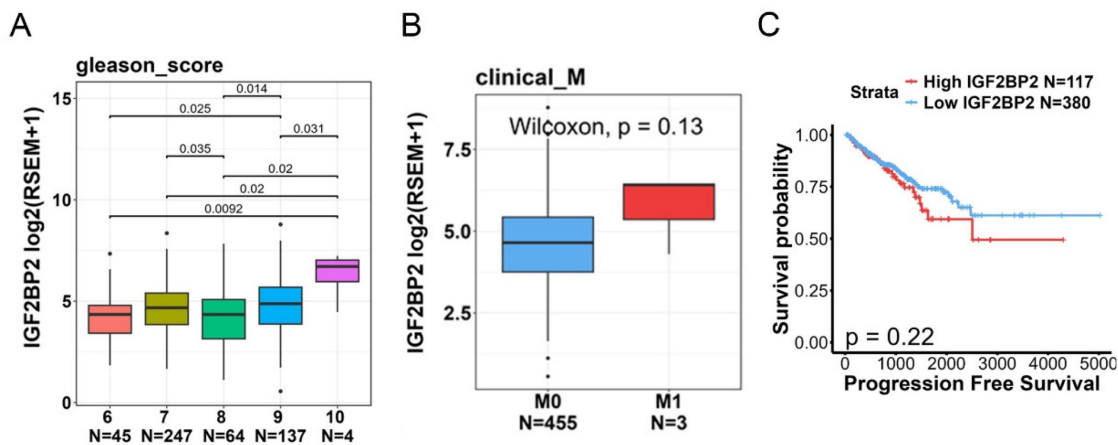 A
gleason_score
IGF2BP2 log2(RSEM+1)
15
10
5
0
0.014
0.025
0.031
0.035
0.02
0.02
0.0092
6 7 8 9 10
N=45 N=247 N=64 N=137 N=4
B
clinical_M
IGF2BP2 log2(RSEM+1)
Wilcoxon, p = 0.13
7.5
5.0
2.5
M0 M1
N=455 N=3
C
Strata
High IGF2BP2 N=117
Low IGF2BP2 N=380
Survival probability
1.00
0.75
0.50
0.25
0.00
p = 0.22
0 1000 2000 3000 4000 5000
Progression Free Survival